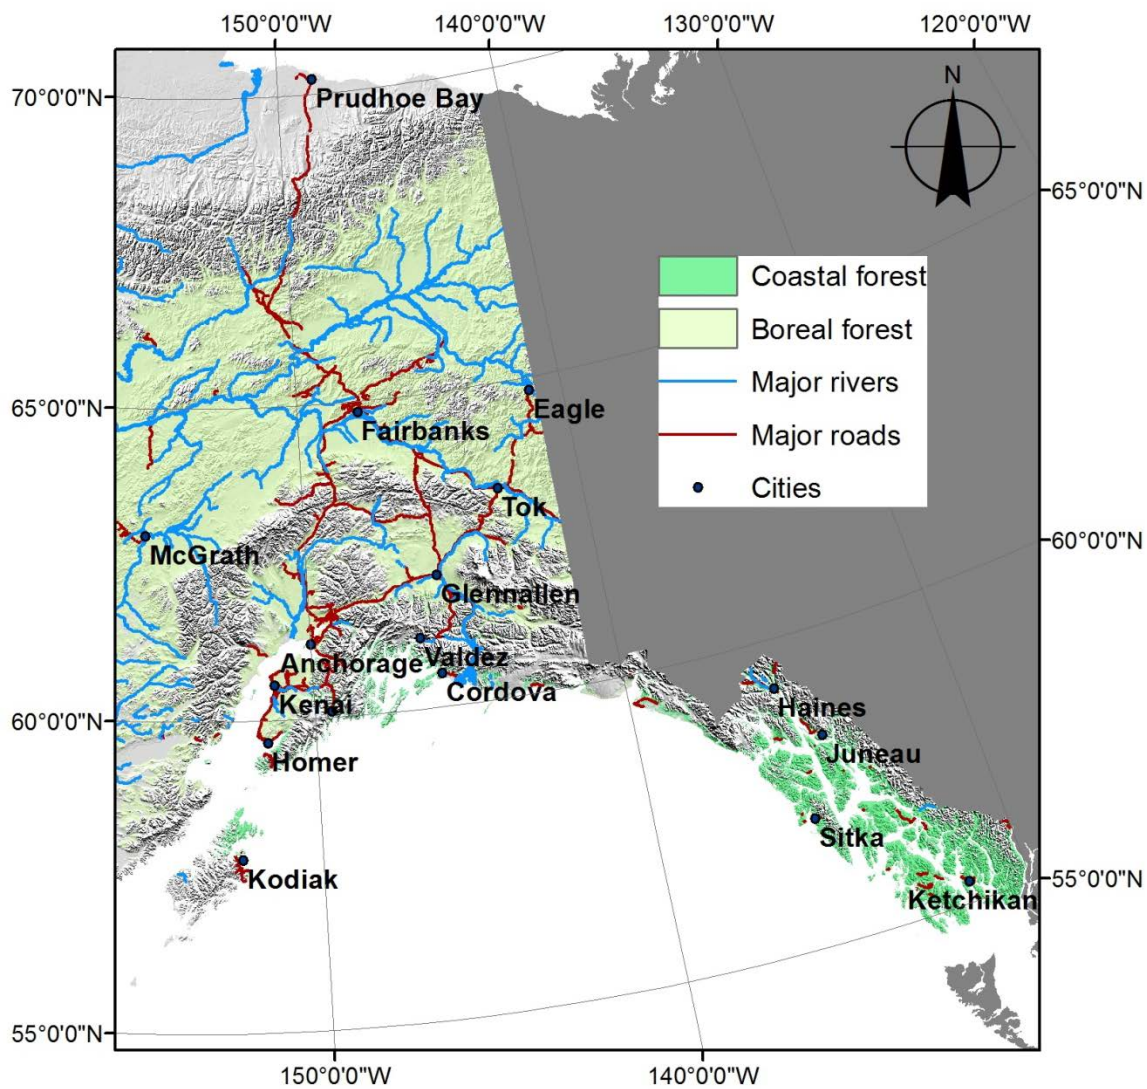 150°0'0"W
140°0'0"W
130°0'0"W
120°0'0"W
N
70°0'0"N
Prudhoe Bay
65°0'0"N
Coastal forest
Boreal forest
Major rivers
Major roads
Cities
65°0'0"N
Eagle
Fairbanks
Tok
60°0'0"N
McGrath
Glennallen
Anchorage
Valdez
Cordova
Kenai
Haines
60°0'0"N
Juneau
Homer
Sitka
Kodiak
55°0'0"N
Ketchikan
55°0'0"N
150°0'0"W
140°0'0"W